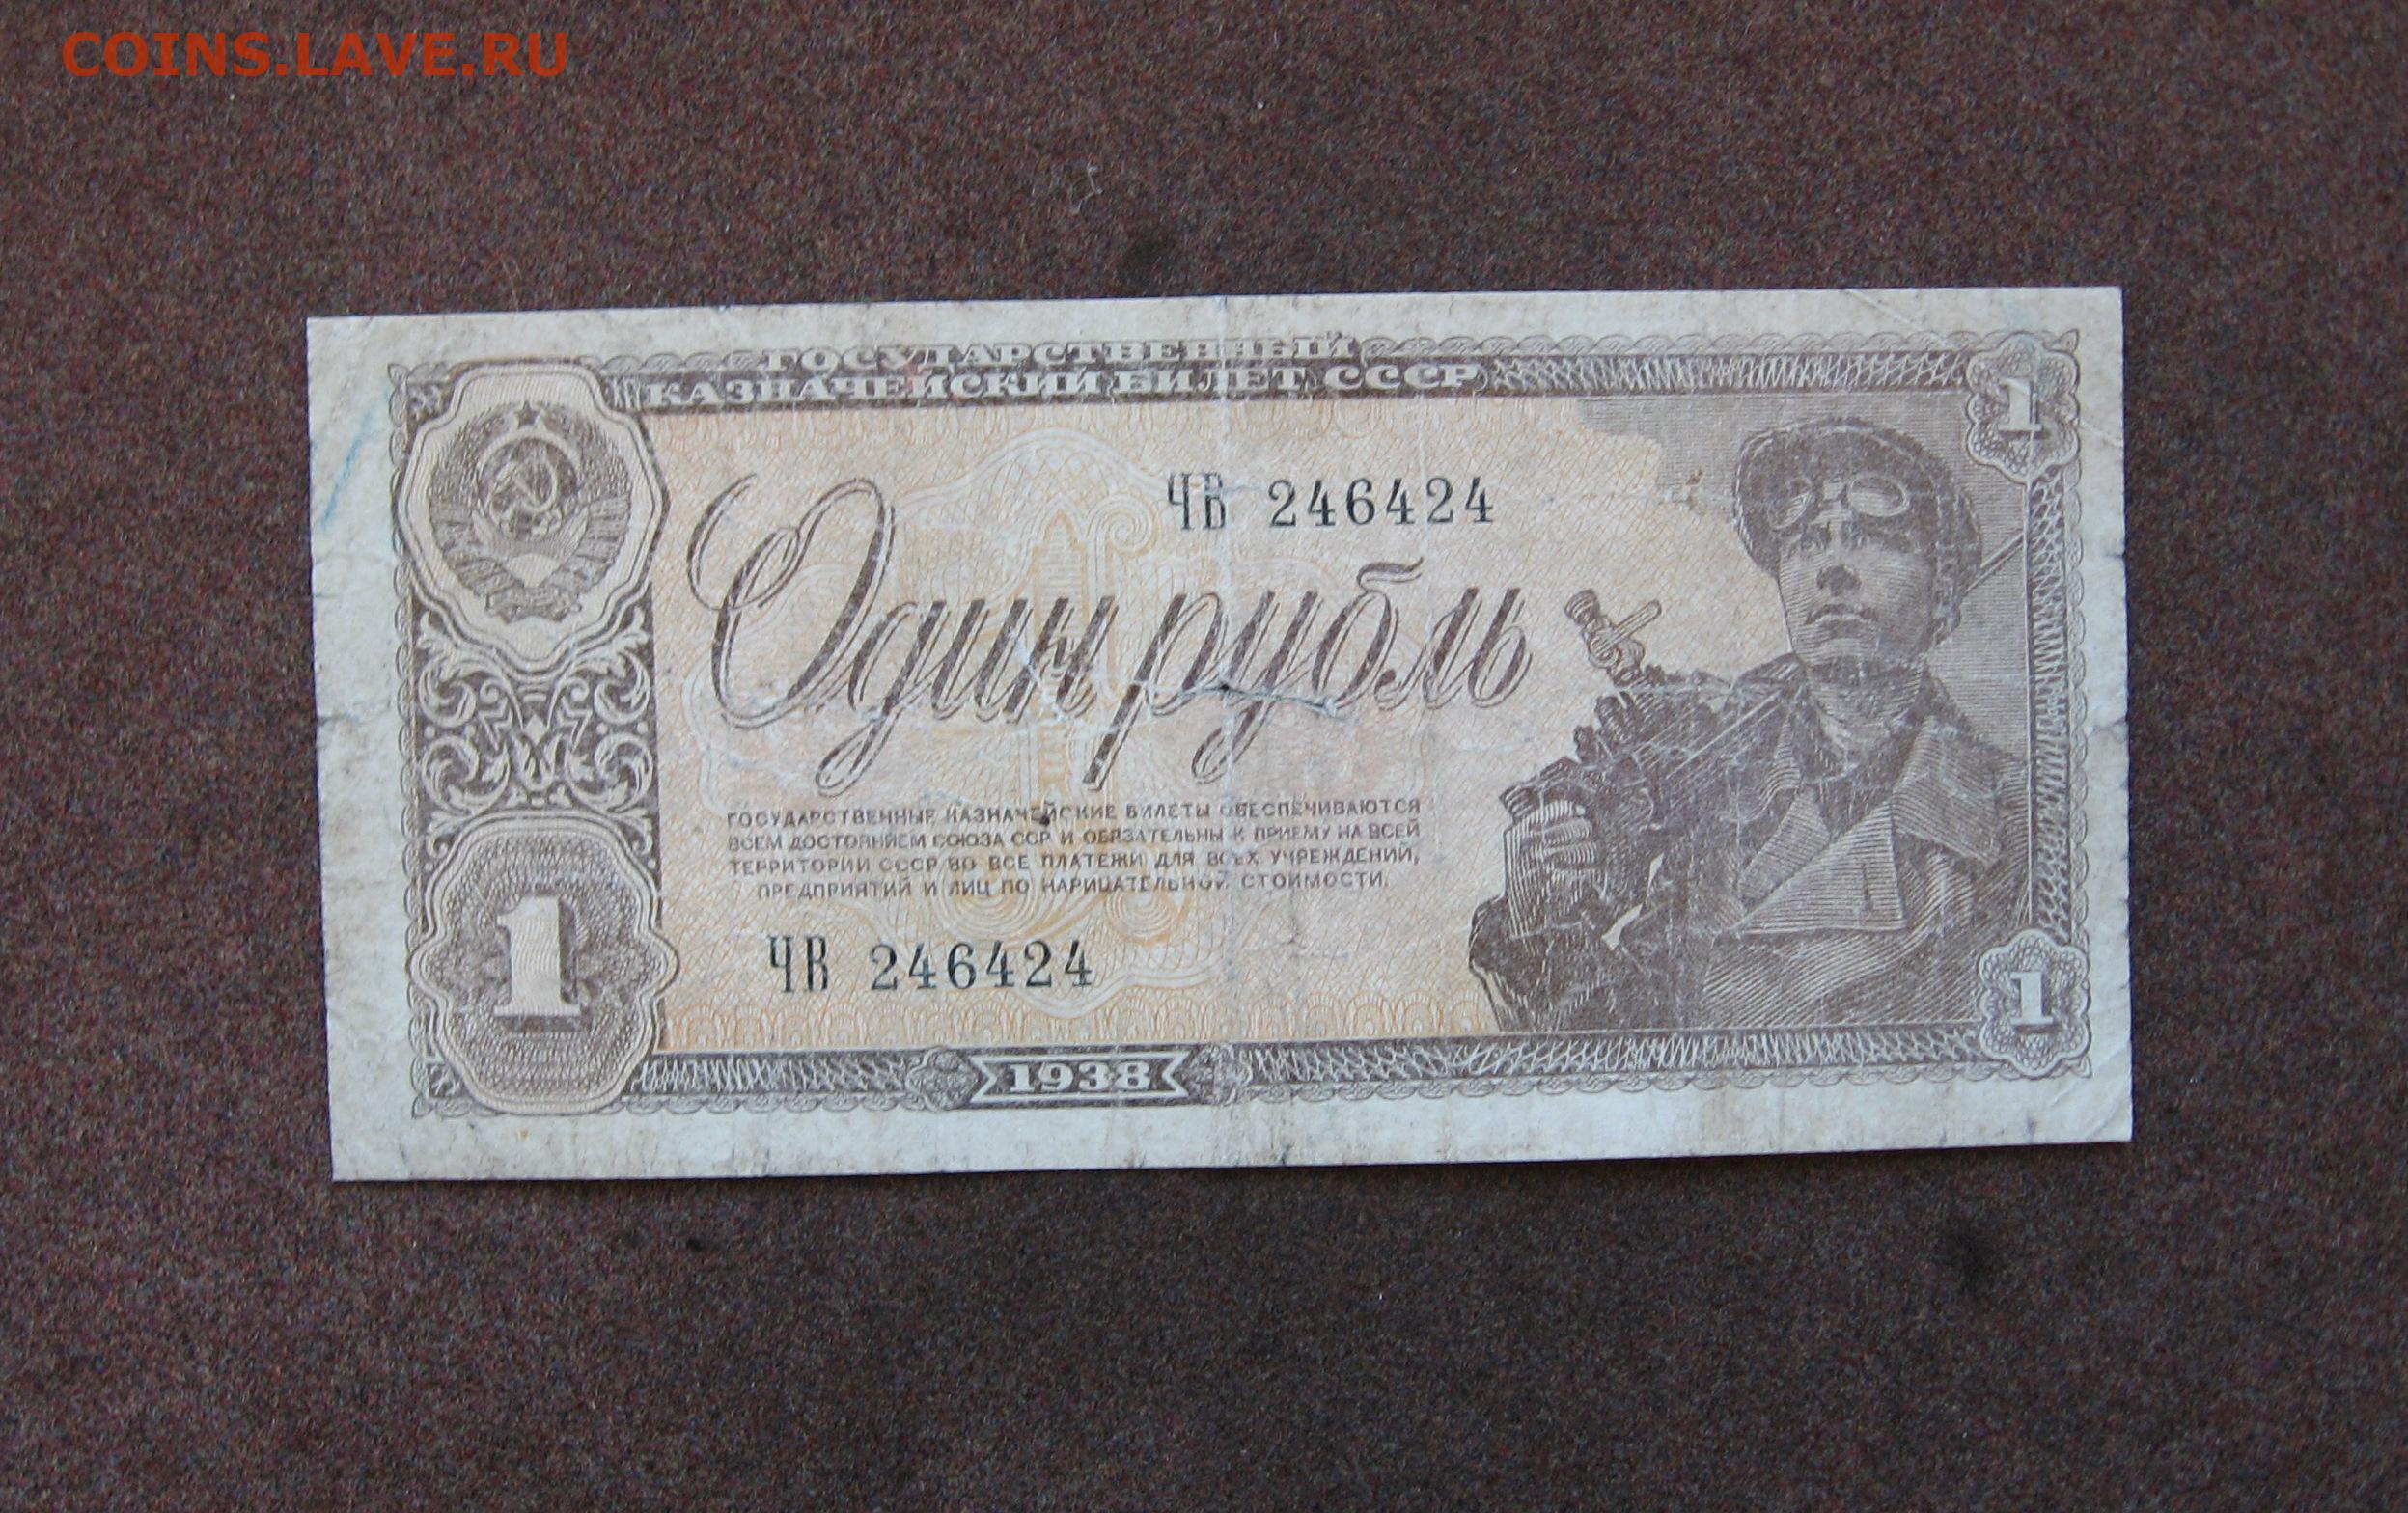 COINS.LAVE.RU
ГОСУДАРСТВЕННЫЙ
КАЗНАЧЕЙСКИЙ БИЛЕТ СССР
1
ЧВ 246424
Один рубль
ГОСУДАРСТВЕННЫЕ КАЗНАЧЕЙСКИЕ БИЛЕТЫ ОБЕСПЕЧИВАЮТСЯ
ВСЕМ ДОСТОЯНИЕМ СОЮЗА ССР И ОБЯЗАТЕЛЬНЫ К ПРИЕМУ НА ВСЕЙ
ТЕРРИТОРИИ СССР ВО ВСЕ ПЛАТЕЖИ ДЛЯ ВСЕХ УЧРЕЖДЕНИЙ,
ПРЕДПРИЯТИЙ И ЛИЦ ПО НАРИЦАТЕЛЬНОЙ СТОИМОСТИ.
1
ЧВ 246424
1
1938